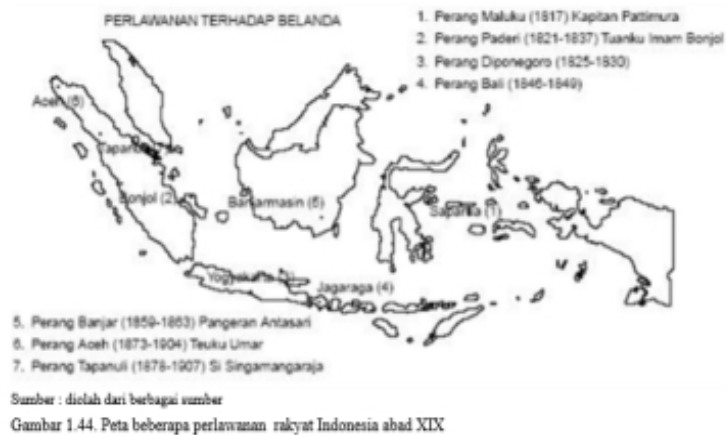 PERLAWANAN TERHADAP BELANDA
1. Perang Maluku (1817) Kapitan Pattimura
2. Perang Paderi (1821-1837) Tuanku Imam Bonjol
3. Perang Diponegoro (1825-1830)
4. Perang Bali (1846-1849)
Aceh (6)
Bonjol (2)
Banjarmasin (5)
Saparua (1)
Yogyakarta
Jagaraga (4)
5. Perang Banjar (1859-1863) Pangeran Antasari
6. Perang Aceh (1873-1904) Teuku Umar
7. Perang Tapanuli (1878-1907) Si Singamangaraja
Sumber : diolah dari berbagai sumber
Gambar 1.44. Peta beberapa perlawanan rakyat Indonesia abad XIX